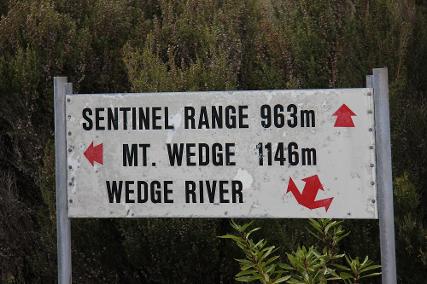 SENTINEL RANGE 963m
MT. WEDGE 1146m
WEDGE RIVER